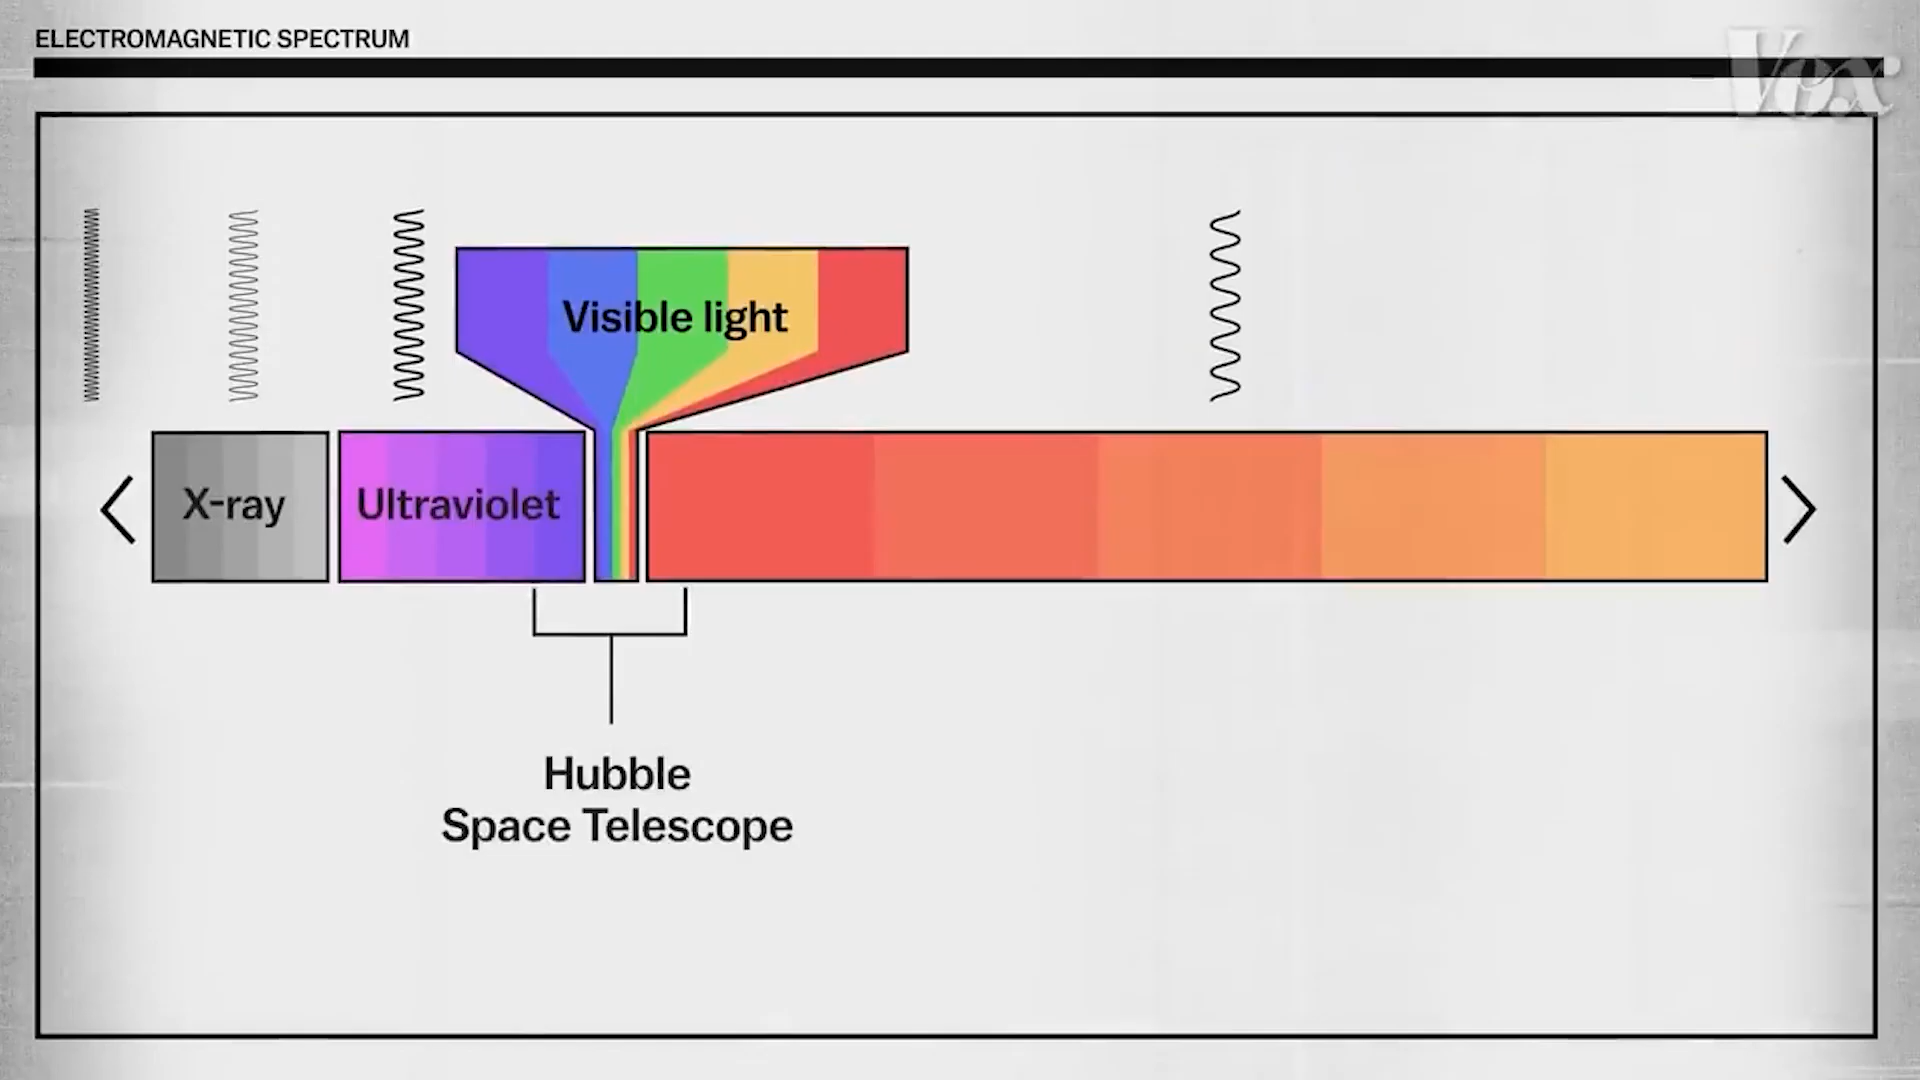 ELECTROMAGNETIC SPECTRUM
Vox
Visible light
X-ray
Ultraviolet
Hubble
Space Telescope